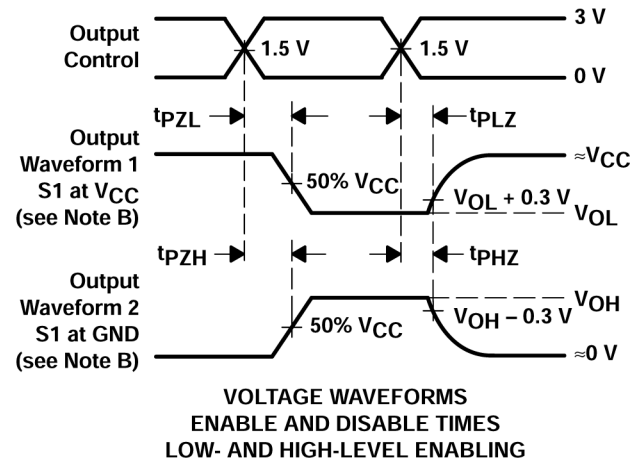 Output
Control
1.5 V
1.5 V
3 V
0 V
tPZL
tPLZ
Output
Waveform 1
S1 at VCC
(see Note B)
50% VCC
VOL + 0.3 V
≈VCC
VOL
tPZH
tPHZ
Output
Waveform 2
S1 at GND
(see Note B)
50% VCC
VOH – 0.3 V
VOH
≈0 V
VOLTAGE WAVEFORMS
ENABLE AND DISABLE TIMES
LOW- AND HIGH-LEVEL ENABLING